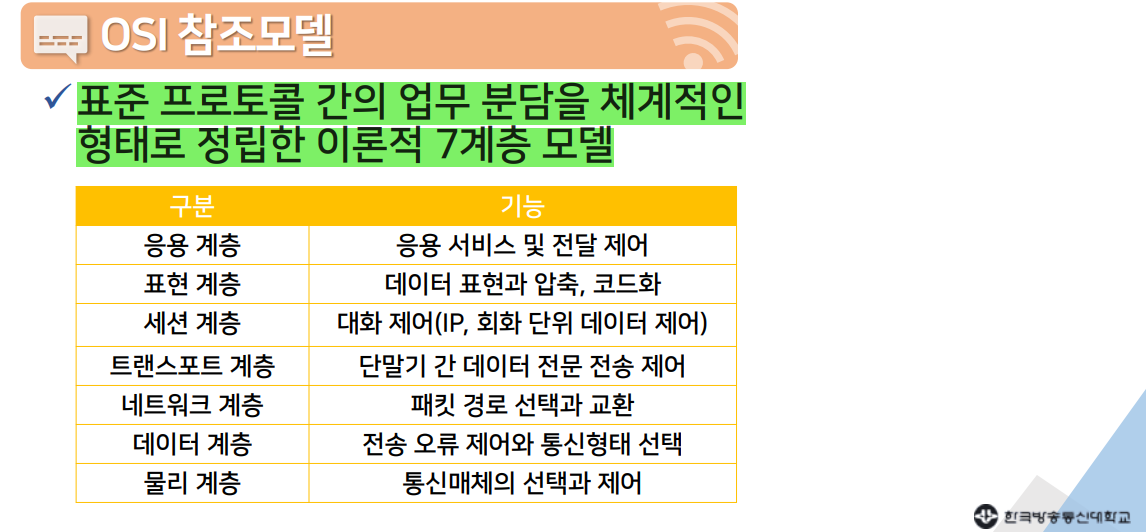 OSI 참조모델
✓ 표준 프로토콜 간의 업무 분담을 체계적인
형태로 정립한 이론적 7계층 모델
구분 기능
응용 계층 응용 서비스 및 전달 제어
표현 계층 데이터 표현과 압축, 코드화
세션 계층 대화 제어(IP, 회화 단위 데이터 제어)
트랜스포트 계층 단말기 간 데이터 전문 전송 제어
네트워크 계층 패킷 경로 선택과 교환
데이터 계층 전송 오류 제어와 통신형태 선택
물리 계층 통신매체의 선택과 제어
한국방송통신대학교